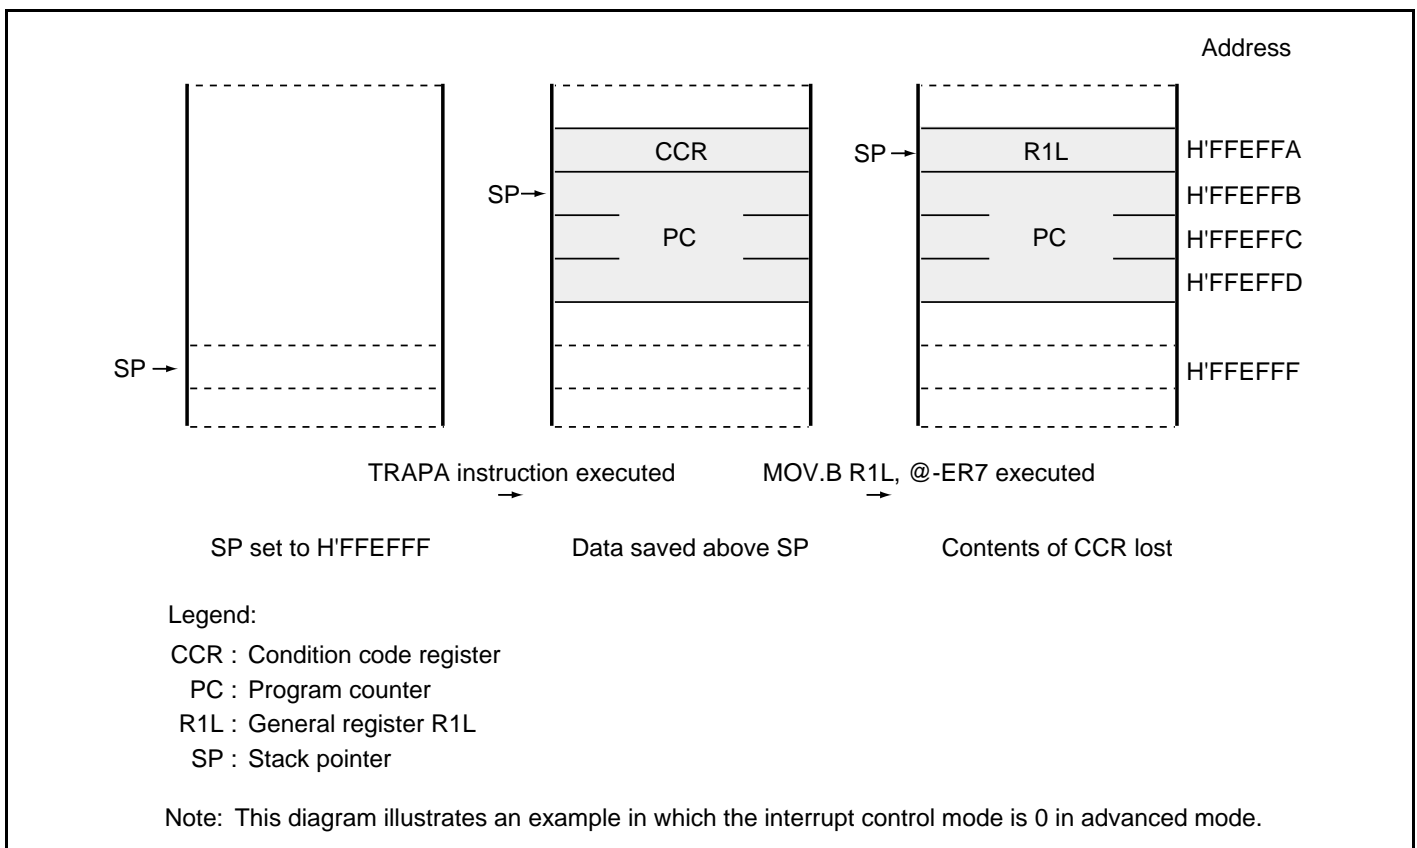 Address
CCR
SP
R1L
H'FFEFFA
SP
H'FFEFFB
PC
PC
H'FFEFFC
H'FFEFFD
SP
H'FFEFFF
TRAPA instruction executed
MOV.B R1L, @-ER7 executed
SP set to H'FFEFFF
Data saved above SP
Contents of CCR lost
Legend:
CCR : Condition code register
PC : Program counter
R1L : General register R1L
SP : Stack pointer
Note: This diagram illustrates an example in which the interrupt control mode is 0 in advanced mode.